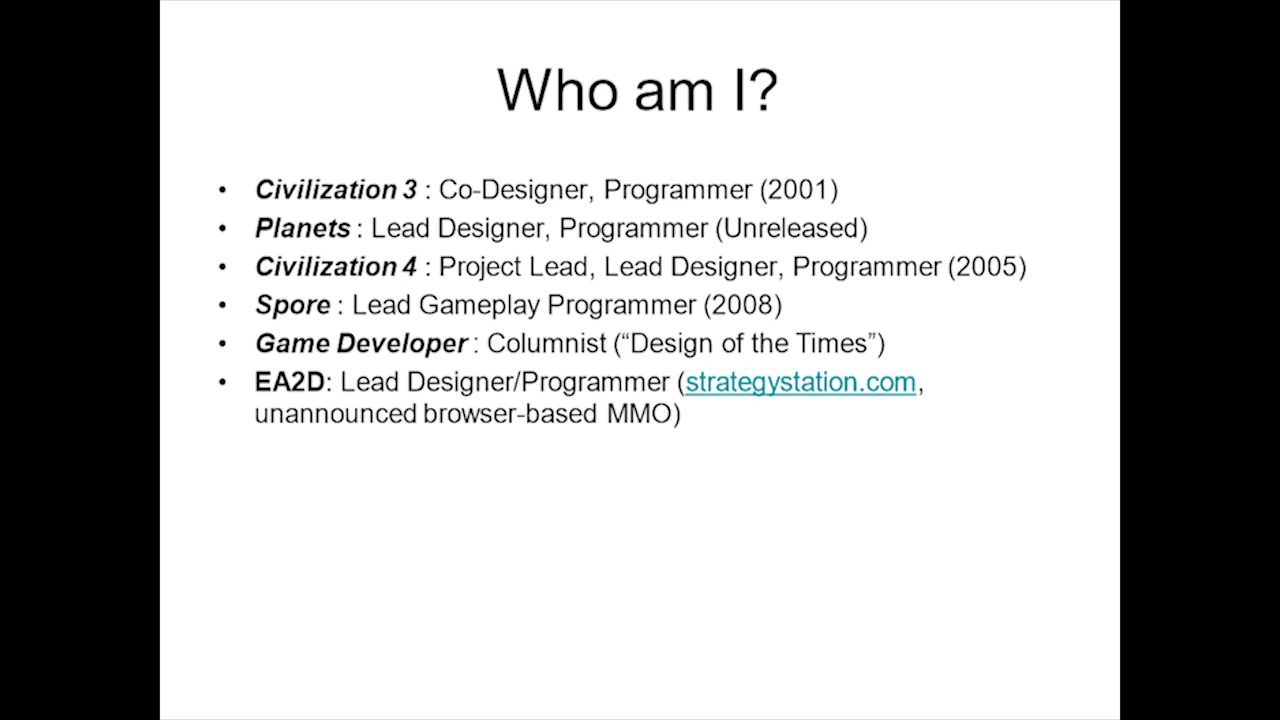 Who am I?
• Civilization 3 : Co-Designer, Programmer (2001)
• Planets : Lead Designer, Programmer (Unreleased)
• Civilization 4 : Project Lead, Lead Designer, Programmer (2005)
• Spore : Lead Gameplay Programmer (2008)
• Game Developer : Columnist (“Design of the Times”)
• EA2D: Lead Designer/Programmer (strategystation.com,
unannounced browser-based MMO)